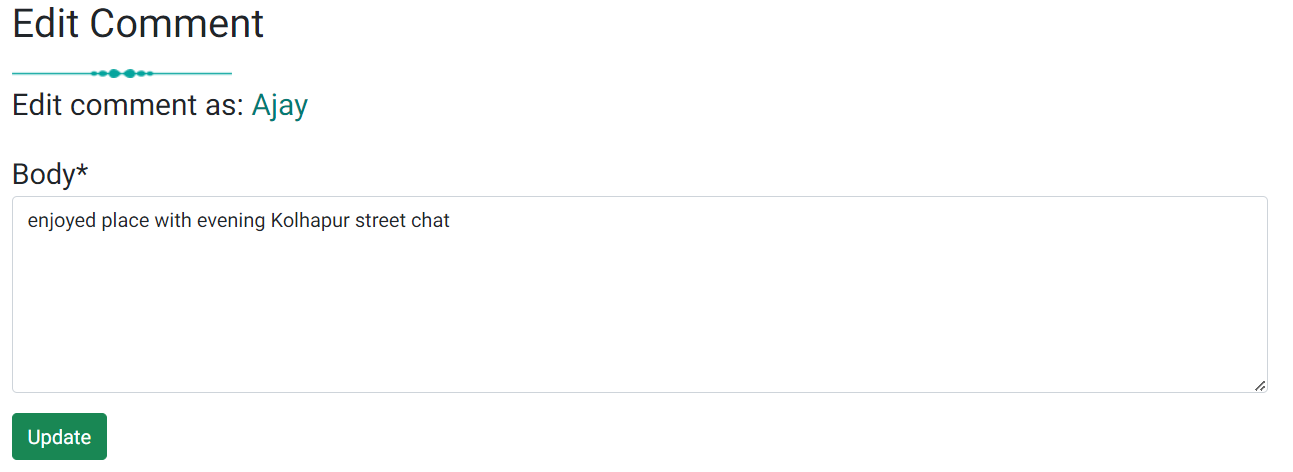 Edit Comment
Edit comment as: Ajay
Body*
enjoyed place with evening Kolhapur street chat
Update